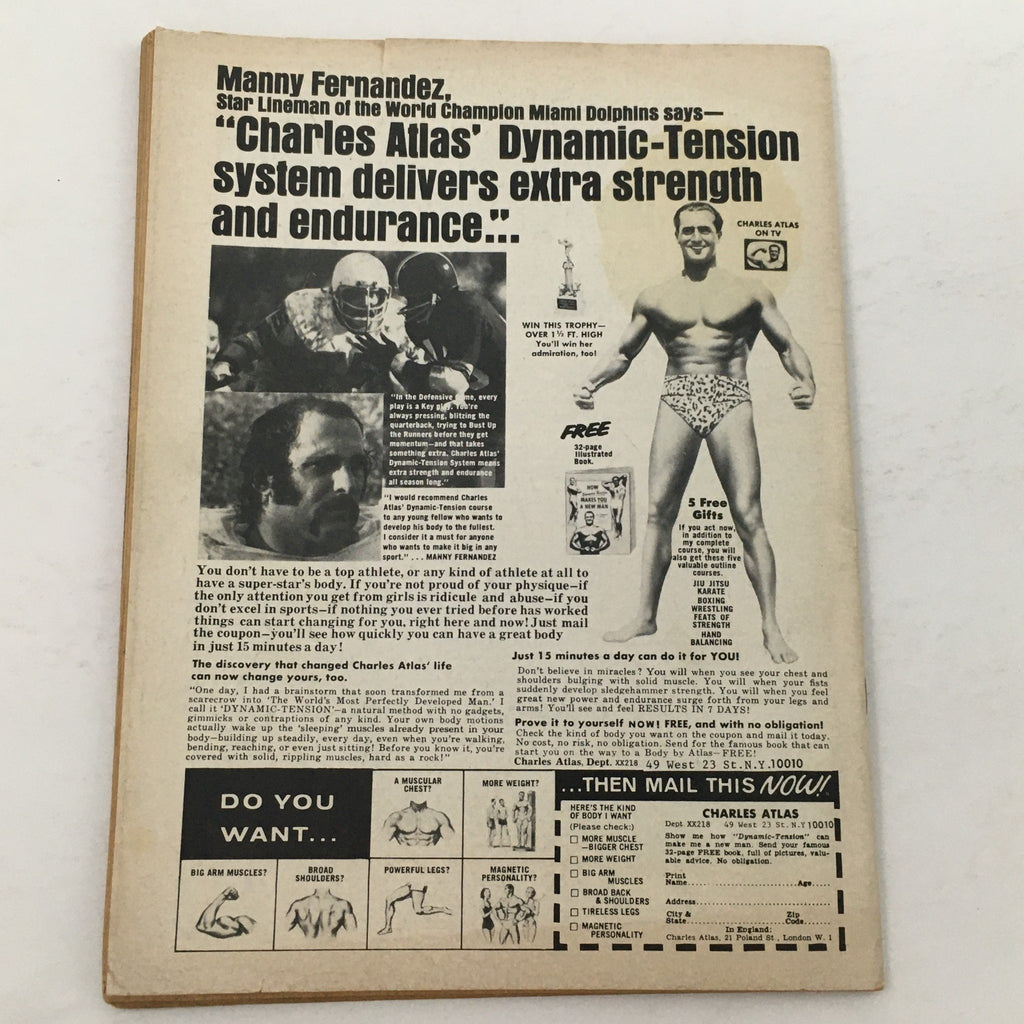 Manny Fernandez,
Star Lineman of the World Champion Miami Dolphins says—
“Charles Atlas’ Dynamic-Tension
system delivers extra strength
and endurance.”..
CHARLES ATLAS
ON TV
WIN THIS TROPHY—
OVER 1½ FT. HIGH
You'll win her
admiration, too!
"In the Defensive me, every
play is a Key play. You're
always pressing, blitzing the
quarterback, trying to Bust Up
the Runners before they get
momentum—and that takes
something extra. Charles Atlas'
Dynamic-Tension System means
extra strength and endurance
all season long."
"I would recommend Charles
Atlas' Dynamic-Tension course
to any young fellow who wants to
develop his body to the fullest.
I consider it a must for anyone
who wants to make it big in any
sport." . . . MANNY FERNANDEZ
FREE
32-page
Illustrated
Book.
HOW
MAKES YOU
A NEW MAN
5 Free
Gifts
If you act now,
in addition to
my complete
course, you will
also get these five
valuable outline
courses.
JIU JITSU
KARATE
BOXING
WRESTLING
FEATS OF
STRENGTH
HAND
BALANCING
You don't have to be a top athlete, or any kind of athlete at all to
have a super-star's body. If you're not proud of your physique—if
the only attention you get from girls is ridicule and abuse—if you
don't excel in sports—if nothing you ever tried before has worked
things can start changing for you, right here and now! Just mail
the coupon—you'll see how quickly you can have a great body
in just 15 minutes a day!
The discovery that changed Charles Atlas' life
can now change yours, too.
"One day, I had a brainstorm that soon transformed me from a
scarecrow into 'The World's Most Perfectly Developed Man.' I
call it 'DYNAMIC-TENSION'—a natural method with no gadgets,
gimmicks or contraptions of any kind. Your own body motions
actually wake up the 'sleeping' muscles already present in your
body—building up steadily, every day, even when you're walking,
bending, reaching, or even just sitting! Before you know it, you're
covered with solid, rippling muscles, hard as a rock!"
Just 15 minutes a day can do it for YOU!
Don't believe in miracles? You will when you see your chest and
shoulders bulging with solid muscle. You will when your fists
suddenly develop sledgehammer strength. You will when you feel
great new power and endurance surge forth from your legs and
arms! You'll see and feel RESULTS IN 7 DAYS!
Prove it to yourself NOW! FREE, and with no obligation!
Check the kind of body you want on the coupon and mail it today.
No cost, no risk, no obligation. Send for the famous book that can
start you on the way to a Body by Atlas—FREE!
Charles Atlas, Dept. XX218 49 West 23 St.N.Y.10010
DO YOU
WANT...
A MUSCULAR
CHEST?
MORE WEIGHT?
BIG ARM MUSCLES?
BROAD
SHOULDERS?
POWERFUL LEGS?
MAGNETIC
PERSONALITY?
...THEN MAIL THIS NOW!
HERE'S THE KIND
OF BODY I WANT
(Please check:)
MORE MUSCLE
—BIGGER CHEST
MORE WEIGHT
BIG ARM
MUSCLES
BROAD BACK
& SHOULDERS
TIRELESS LEGS
MAGNETIC
PERSONALITY
CHARLES ATLAS
Dept. XX218 49 West 23 St. N.Y 10010
Show me how "Dynamic-Tension" can
make me a new man. Send your famous
32-page FREE book, full of pictures, valu-
able advice. No obligation.
Print
Name..................Age.....
Address..................
City & Zip
State..................Code.....
In England:
Charles Atlas, 21 Poland St., London W. 1